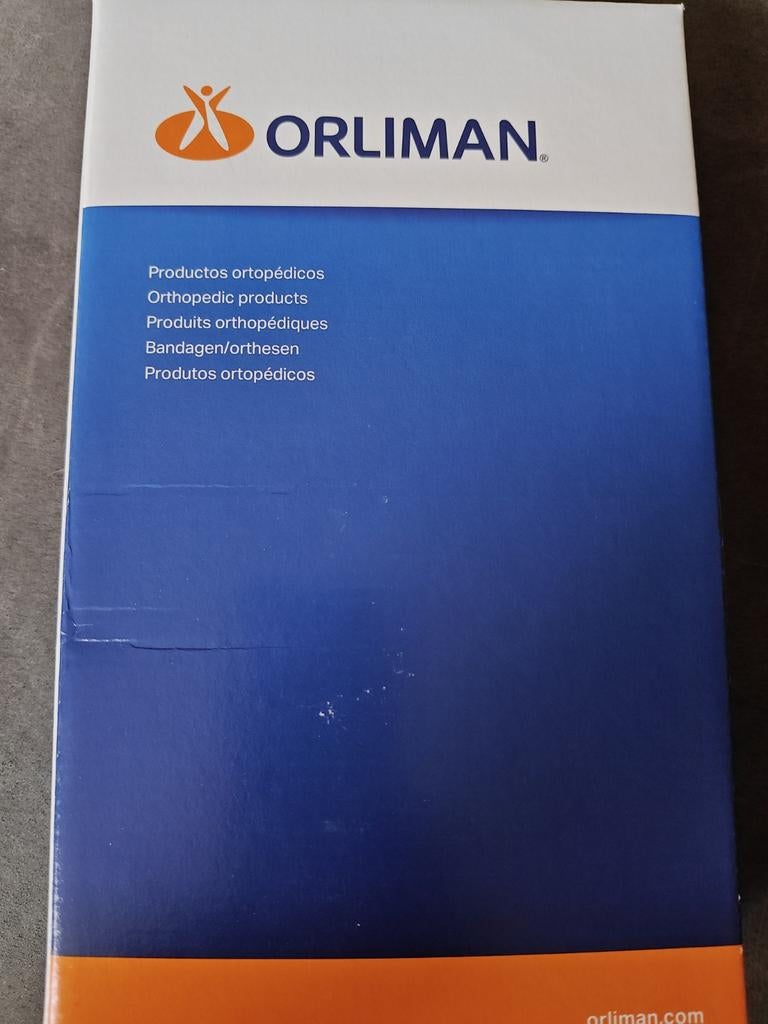 ORLIMAN®
Productos ortopédicos
Orthopedic products
Produits orthopédiques
Bandagen/orthesen
Produtos ortopédicos
orliman.com